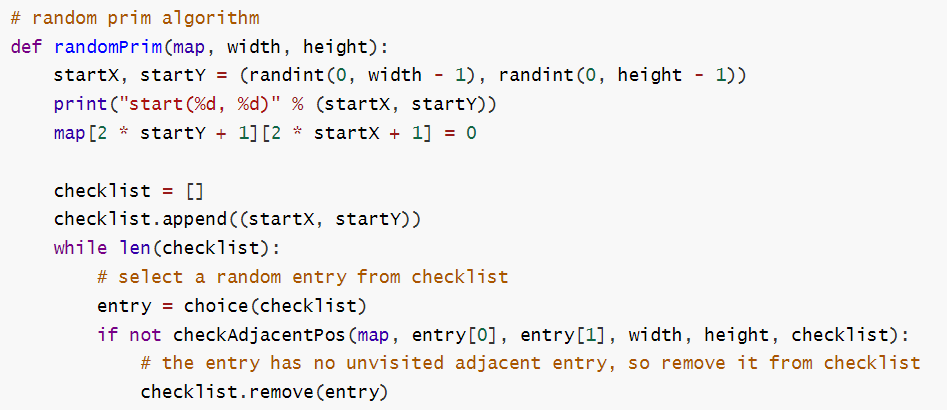 # random prim algorithm
def randomPrim(map, width, height):
    startX, startY = (randint(0, width - 1), randint(0, height - 1))
    print("start(%d, %d)" % (startX, startY))
    map[2 * startY + 1][2 * startX + 1] = 0

    checklist = []
    checklist.append((startX, startY))
    while len(checklist):
        # select a random entry from checklist
        entry = choice(checklist)
        if not checkAdjacentPos(map, entry[0], entry[1], width, height, checklist):
            # the entry has no unvisited adjacent entry, so remove it from checklist
            checklist.remove(entry)